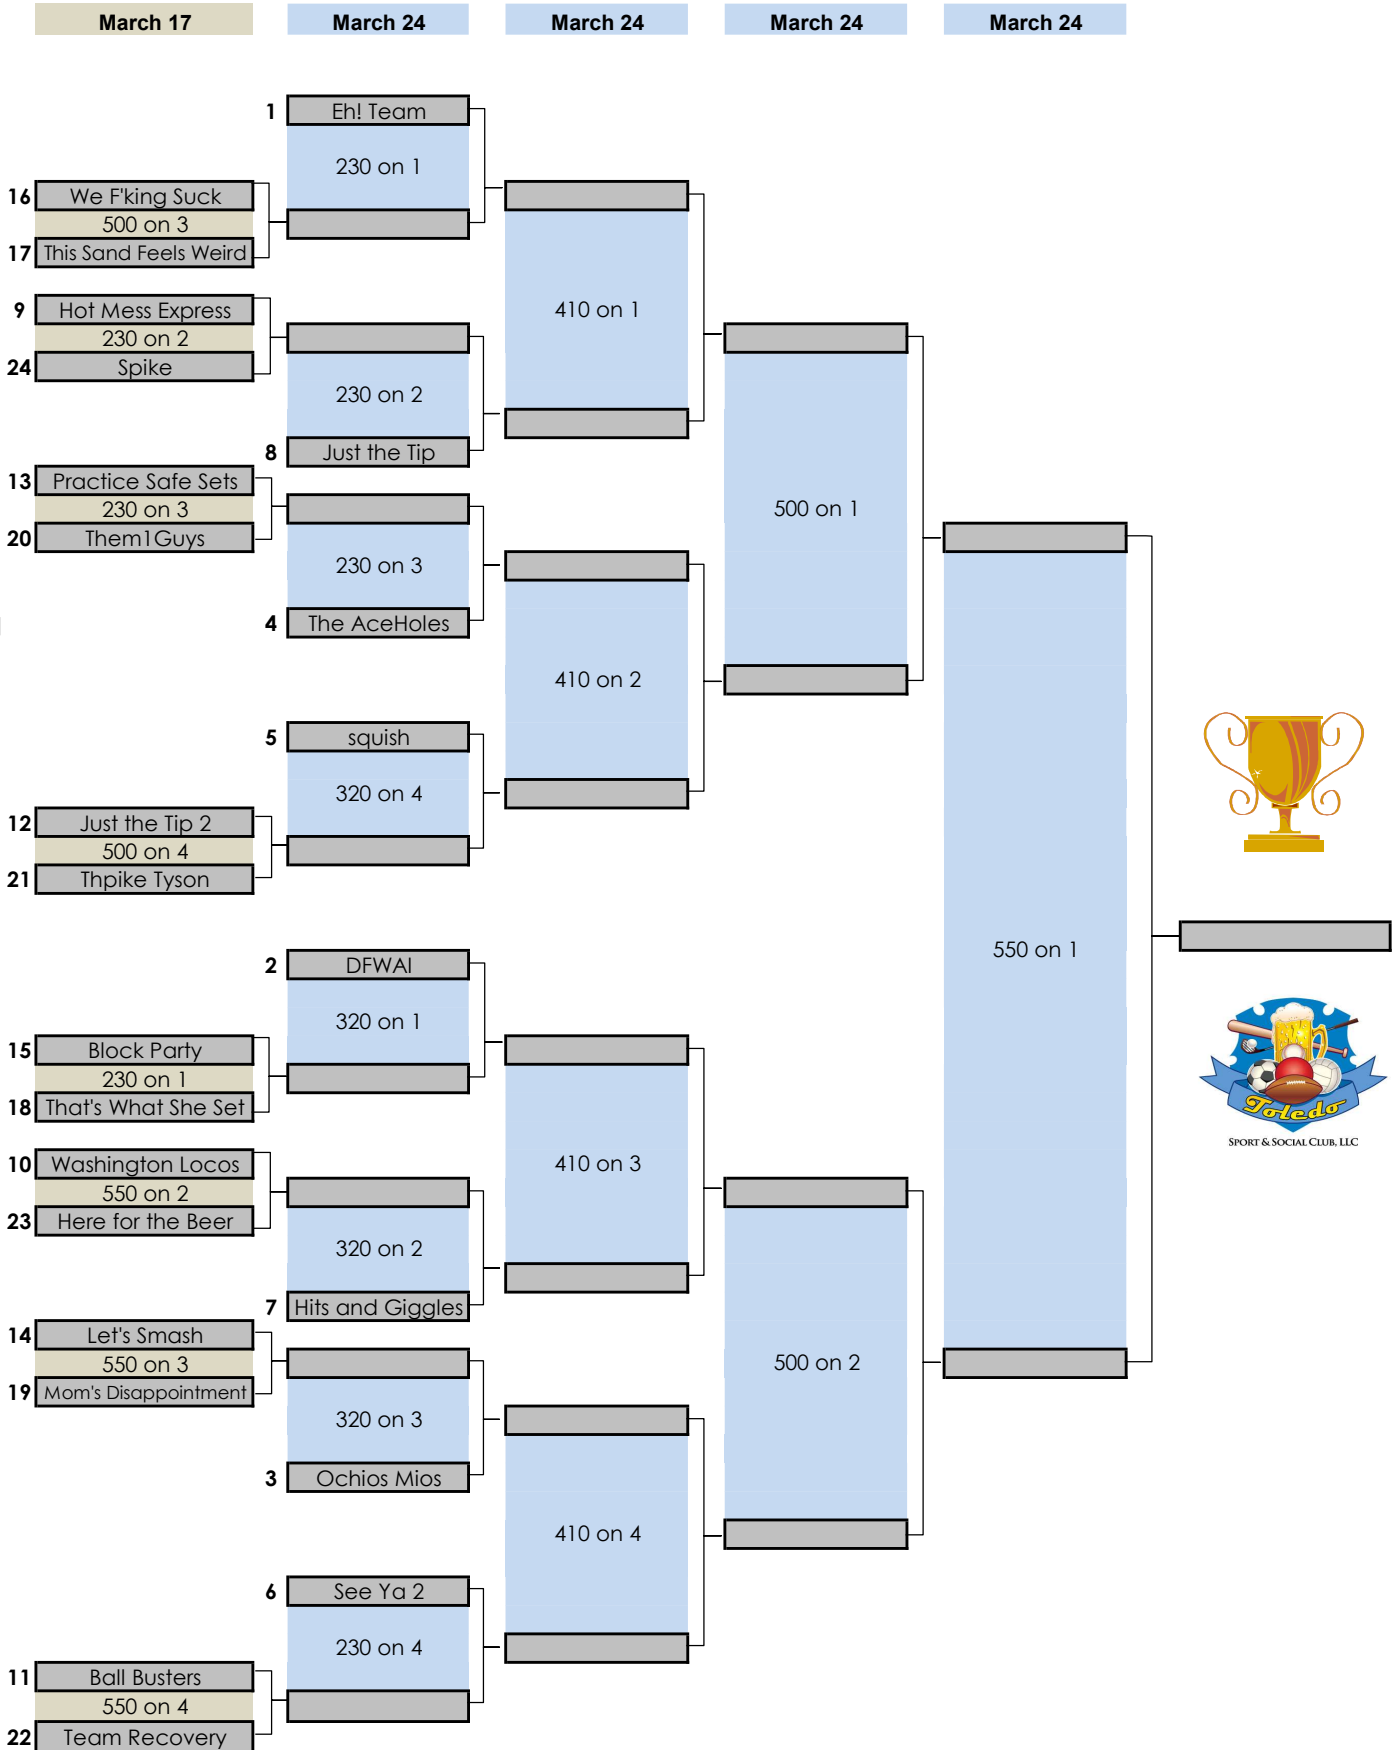 March 17 March 24 March 24 March 24 March 24
1 Eh! Team
230 on 1
16 We F'king Suck
500 on 3
17 This Sand Feels Weird
9 Hot Mess Express
230 on 2
24 Spike
230 on 2
8 Just the Tip
410 on 1
13 Practice Safe Sets
230 on 3
20 Them1Guys
230 on 3
4 The AceHoles
500 on 1
410 on 2
5 squish
320 on 4
12 Just the Tip 2
500 on 4
21 Thpike Tyson
550 on 1
2 DFWAI
320 on 1
15 Block Party
230 on 1
18 That's What She Set
10 Washington Locos
550 on 2
23 Here for the Beer
410 on 3
320 on 2
7 Hits and Giggles
14 Let's Smash
550 on 3
19 Mom's Disappointment
500 on 2
320 on 3
3 Ochios Mios
410 on 4
6 See Ya 2
230 on 4
11 Ball Busters
550 on 4
22 Team Recovery
Toledo
SPORT & SOCIAL CLUB, LLC